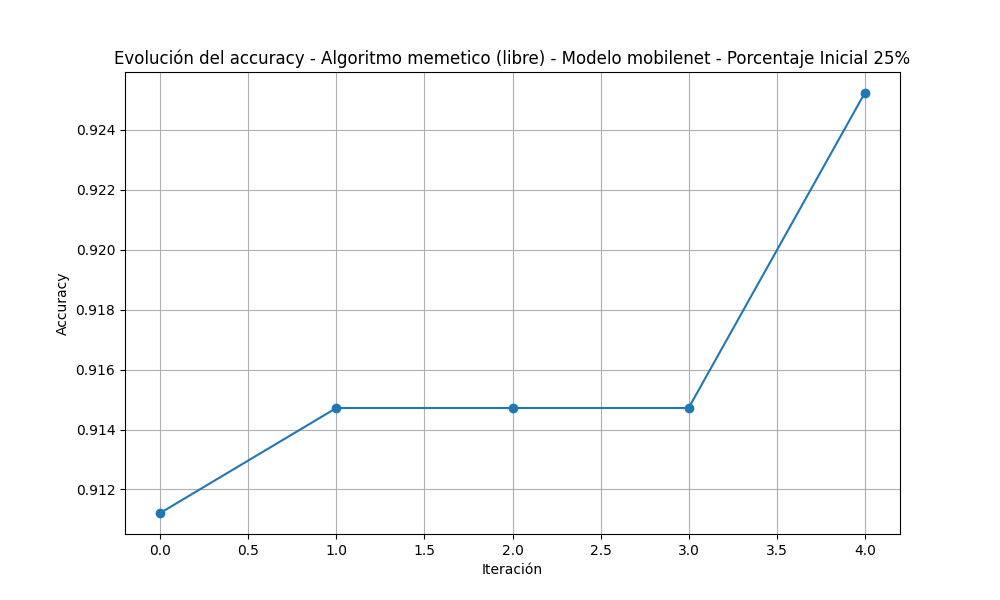 Evolución del accuracy - Algoritmo memetico (libre) - Modelo mobilenet - Porcentaje Inicial 25%
0.924
0.922
0.920
0.918
0.916
0.914
0.912
Accuracy
0.0 0.5 1.0 1.5 2.0 2.5 3.0 3.5 4.0
Iteración